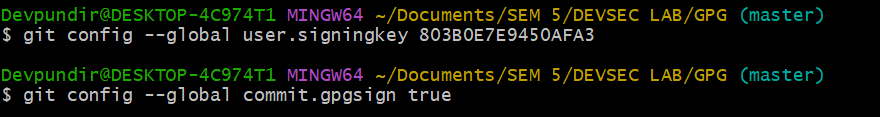 Devpundir@DESKTOP-4C974T1 MINGW64 ~/Documents/SEM 5/DEVSEC LAB/GPG (master)
$ git config --global user.signingkey 803B0E7E9450AFA3
Devpundir@DESKTOP-4C974T1 MINGW64 ~/Documents/SEM 5/DEVSEC LAB/GPG (master)
$ git config --global commit.gpgsign true